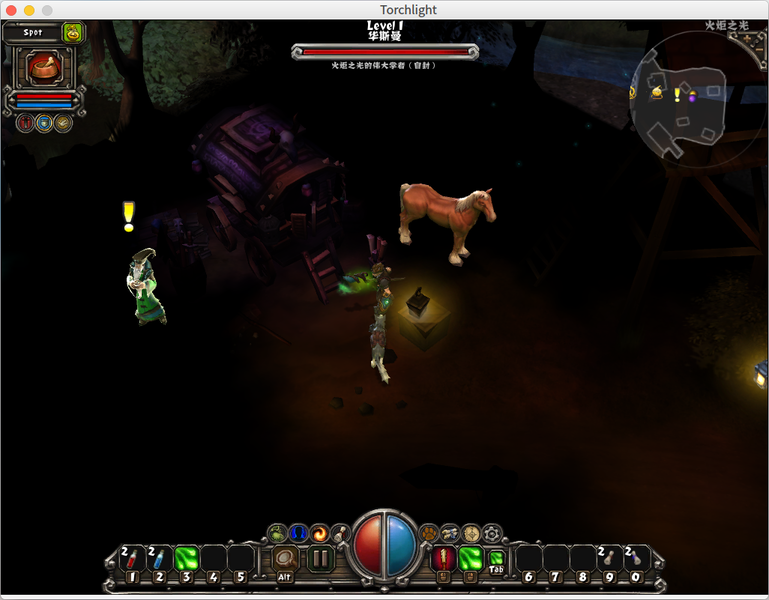 Torchlight
Spot
Level 1
华斯曼
火炬之光的伟大学者（自封）
火炬之光
2
2
2
2
1
2
3
4
5
Alt
Tab
6
7
8
9
0